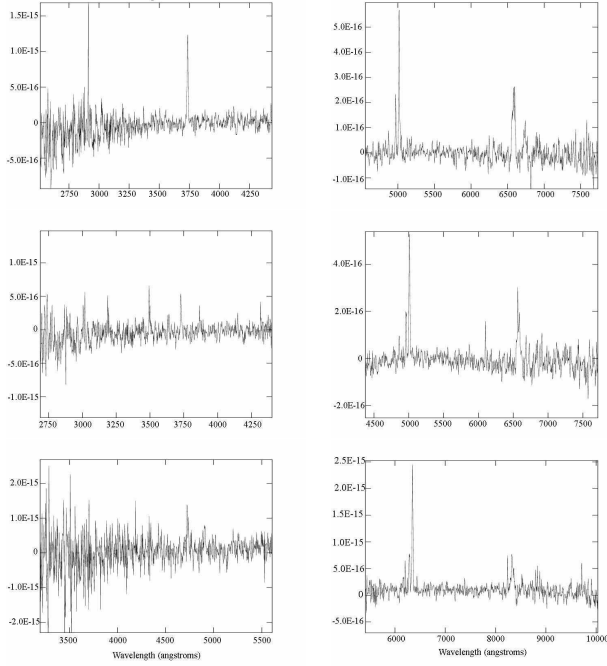 1.5E-15
1.0E-15
5.0E-16
0
-5.0E-16
2750 3000 3250 3500 3750 4000 4250
5.0E-16
4.0E-16
3.0E-16
2.0E-16
1.0E-16
0
-1.0E-16
5000 5500 6000 6500 7000 7500
1.0E-15
5.0E-16
0
-5.0E-16
-1.0E-15
2750 3000 3250 3500 3750 4000 4250
4.0E-16
2.0E-16
0
-2.0E-16
4500 5000 5500 6000 6500 7000 7500
2.0E-15
1.0E-15
0
-1.0E-15
-2.0E-15
3500 4000 4500 5000 5500
Wavelength (angstroms)
2.5E-15
2.0E-15
1.5E-15
1.0E-15
5.0E-16
0
-5.0E-16
6000 7000 8000 9000 10000
Wavelength (angstroms)